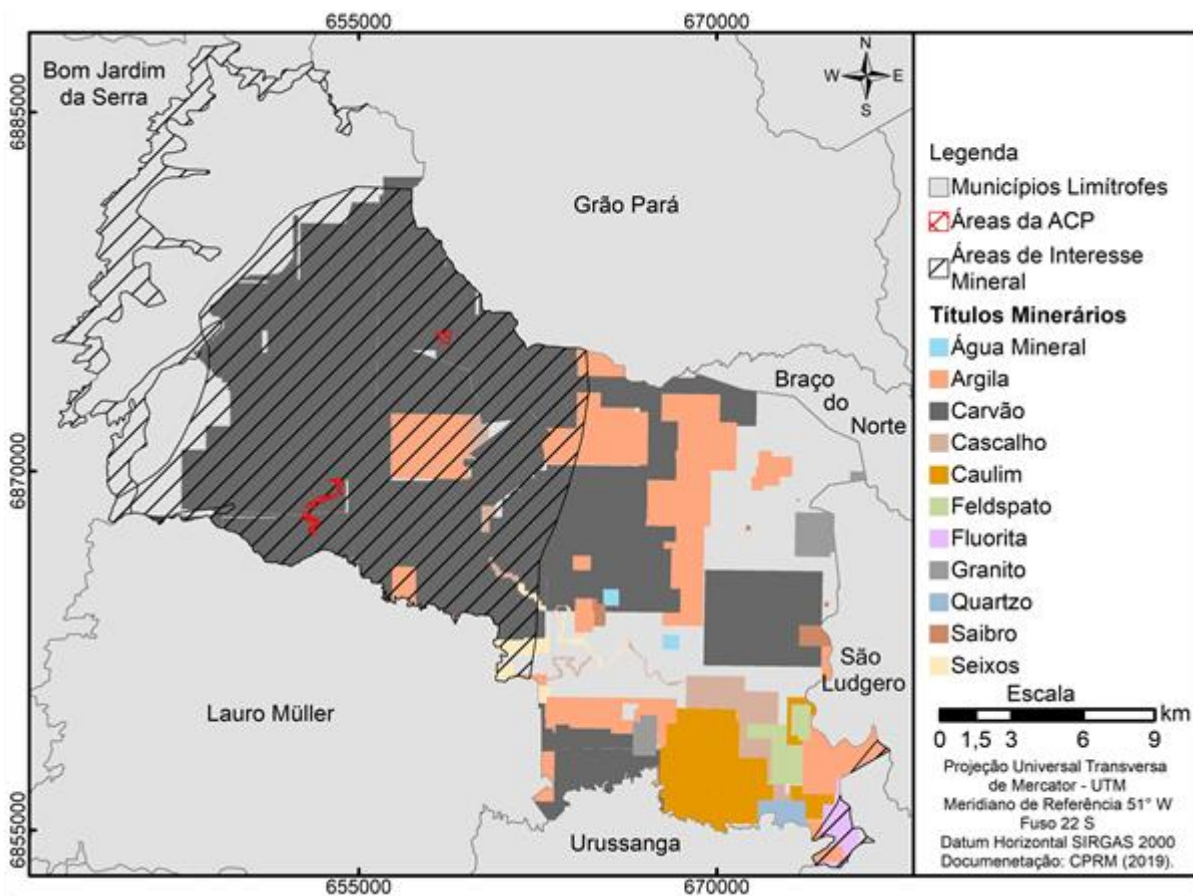 655000
670000
Bom Jardim
da Serra
N
W
E
S
6885000
Grão Pará
Braço
do
Norte
6870000
São
Ludgero
Lauro Müller
6855000
Urussanga
655000
670000
Legenda
Municípios Limítrofes
Áreas da ACP
Áreas de Interesse
Mineral
Títulos Minerários
Água Mineral
Argila
Carvão
Cascalho
Caulim
Feldspato
Fluorita
Granito
Quartzo
Saibro
Seixos
Escala
km
0 1,5 3 6 9
Projeção Universal Transversa
de Mercator - UTM
Meridiano de Referência 51° W
Fuso 22 S
Datum Horizontal SIRGAS 2000
Documenetação: CPRM (2019).